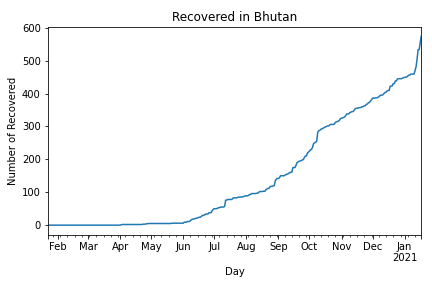 Recovered in Bhutan
Number of Recovered
600
500
400
300
200
100
0
Feb Mar Apr May Jun Jul Aug Sep Oct Nov Dec Jan
2021
Day